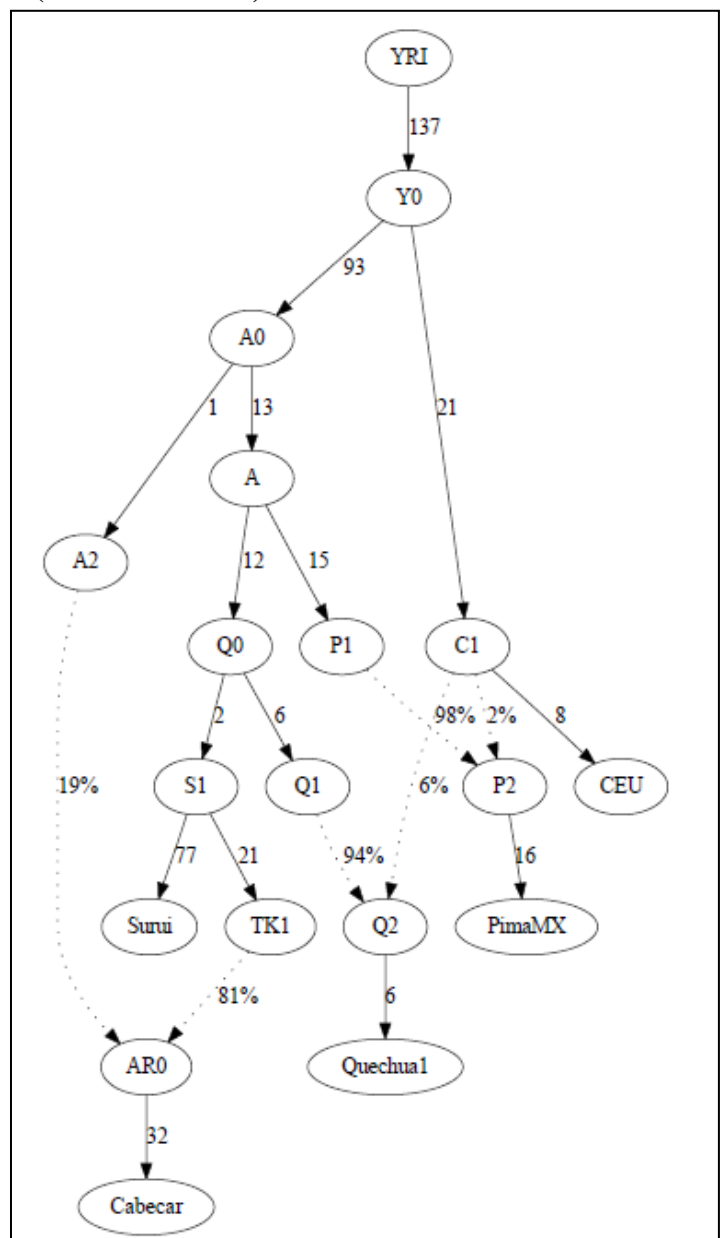 YRI
137
Y0
93
A0
21
1
13
A
A2
12
15
Q0
P1
C1
2
6
98%
2%
8
19%
S1
Q1
6%
P2
CEU
77
21
94%
16
Surui
TK1
Q2
PimaMX
81%
6
AR0
Quechua1
32
Cabecar